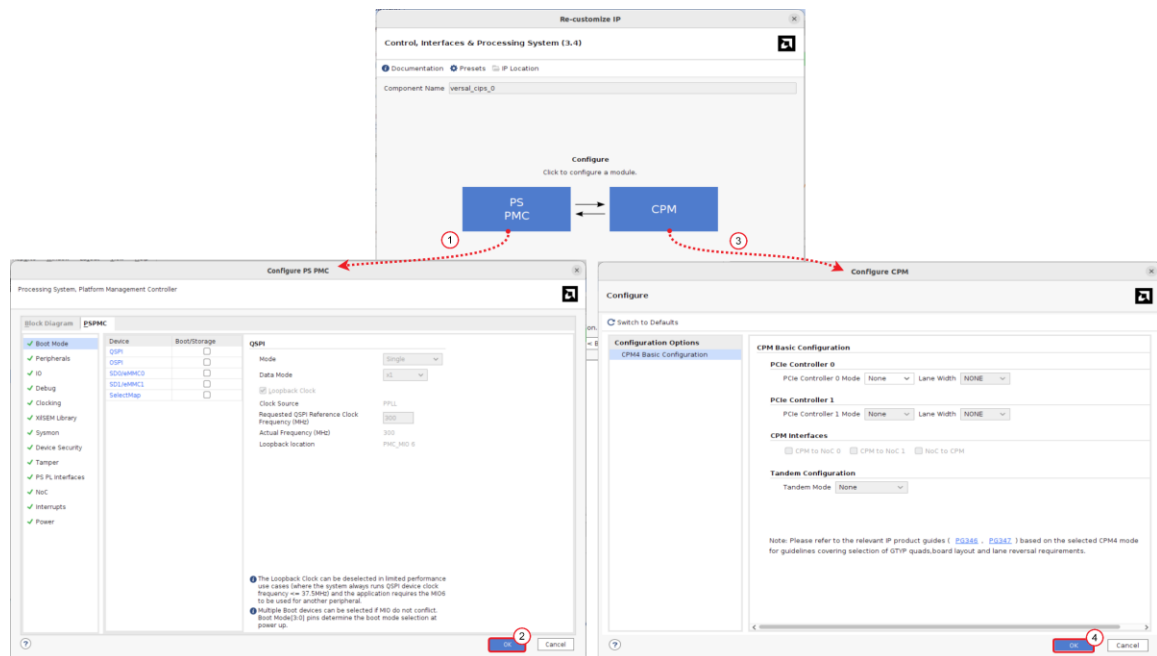 Re-customize IP
Control, Interfaces & Processing System (3.4)
Documentation Presets IP Location
Component Name versal_cips_0
Configure
Click to configure a module.
PS
PMC
CPM
1
3
Configure PS PMC
Processing System, Platform Management Controller
Block Diagram PSPMC
Boot Mode
Peripherals
IO
Debug
Clocking
XilSEM Library
Sysmon
Device Security
Tamper
PS PL Interfaces
NoC
Interrupts
Power
Device Boot/Storage
QSPI
OSPI
SD0/eMMC0
SD1/eMMC1
SelectMap
QSPI
Mode Single
Data Mode x1
Loopback Clock
Clock Source PPLL
Requested QSPI Reference Clock
Frequency (MHz) 300
Actual Frequency (MHz) 300
Loopback location PMC_MIO 6
The Loopback Clock can be deselected in limited performance
use cases (where the system always runs QSPI device clock
frequency <= 37.5MHz) and the application requires the MIO6
to be used for another peripheral.
Multiple Boot devices can be selected if MIO do not conflict.
Boot Mode[3:0] pins determine the boot mode selection at
power up.
?
OK
2
Cancel
on.
< B
Configure CPM
Configure
Switch to Defaults
Configuration Options
CPM4 Basic Configuration
CPM Basic Configuration
PCIe Controller 0
PCIe Controller 0 Mode None Lane Width NONE
PCIe Controller 1
PCIe Controller 1 Mode None Lane Width NONE
CPM Interfaces
CPM to NoC 0 CPM to NoC 1 NoC to CPM
Tandem Configuration
Tandem Mode None
Note: Please refer to the relevant IP product guides ( PG346 , PG347 ) based on the selected CPM4 mode
for guidelines covering selection of GTYP quads,board layout and lane reversal requirements.
?
OK
4
Cancel